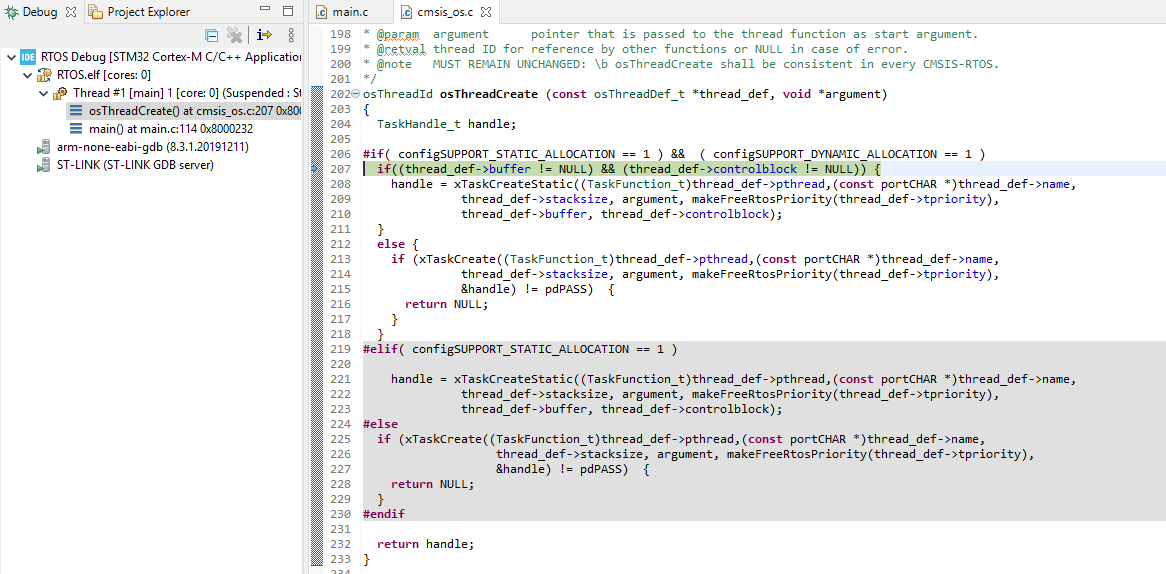 Debug
Project Explorer
RTOS Debug [STM32 Cortex-M C/C++ Application
RTOS.elf [cores: 0]
Thread #1 [main] 1 [core: 0] (Suspended : St
osThreadCreate() at cmsis_os.c:207 0x800
main() at main.c:114 0x8000232
arm-none-eabi-gdb (8.3.1.20191211)
ST-LINK (ST-LINK GDB server)
main.c
cmsis_os.c
198 * @param  argument      pointer that is passed to the thread function as start argument.
199 * @retval thread ID for reference by other functions or NULL in case of error.
200 * @note   MUST REMAIN UNCHANGED: \b osThreadCreate shall be consistent in every CMSIS-RTOS.
201 */
202 osThreadId osThreadCreate (const osThreadDef_t *thread_def, void *argument)
203 {
204   TaskHandle_t handle;
205
206 #if( configSUPPORT_STATIC_ALLOCATION == 1 ) &&  ( configSUPPORT_DYNAMIC_ALLOCATION == 1 )
207   if((thread_def->buffer != NULL) && (thread_def->controlblock != NULL)) {
208     handle = xTaskCreateStatic((TaskFunction_t)thread_def->pthread,(const portCHAR *)thread_def->name,
209               thread_def->stacksize, argument, makeFreeRtosPriority(thread_def->tpriority),
210               thread_def->buffer, thread_def->controlblock);
211   }
212   else {
213     if (xTaskCreate((TaskFunction_t)thread_def->pthread,(const portCHAR *)thread_def->name,
214               thread_def->stacksize, argument, makeFreeRtosPriority(thread_def->tpriority),
215               &handle) != pdPASS)  {
216       return NULL;
217     }
218   }
219 #elif( configSUPPORT_STATIC_ALLOCATION == 1 )
220
221     handle = xTaskCreateStatic((TaskFunction_t)thread_def->pthread,(const portCHAR *)thread_def->name,
222               thread_def->stacksize, argument, makeFreeRtosPriority(thread_def->tpriority),
223               thread_def->buffer, thread_def->controlblock);
224 #else
225   if (xTaskCreate((TaskFunction_t)thread_def->pthread,(const portCHAR *)thread_def->name,
226                    thread_def->stacksize, argument, makeFreeRtosPriority(thread_def->tpriority),
227                    &handle) != pdPASS)  {
228     return NULL;
229   }
230 #endif
231
232   return handle;
233 }
234